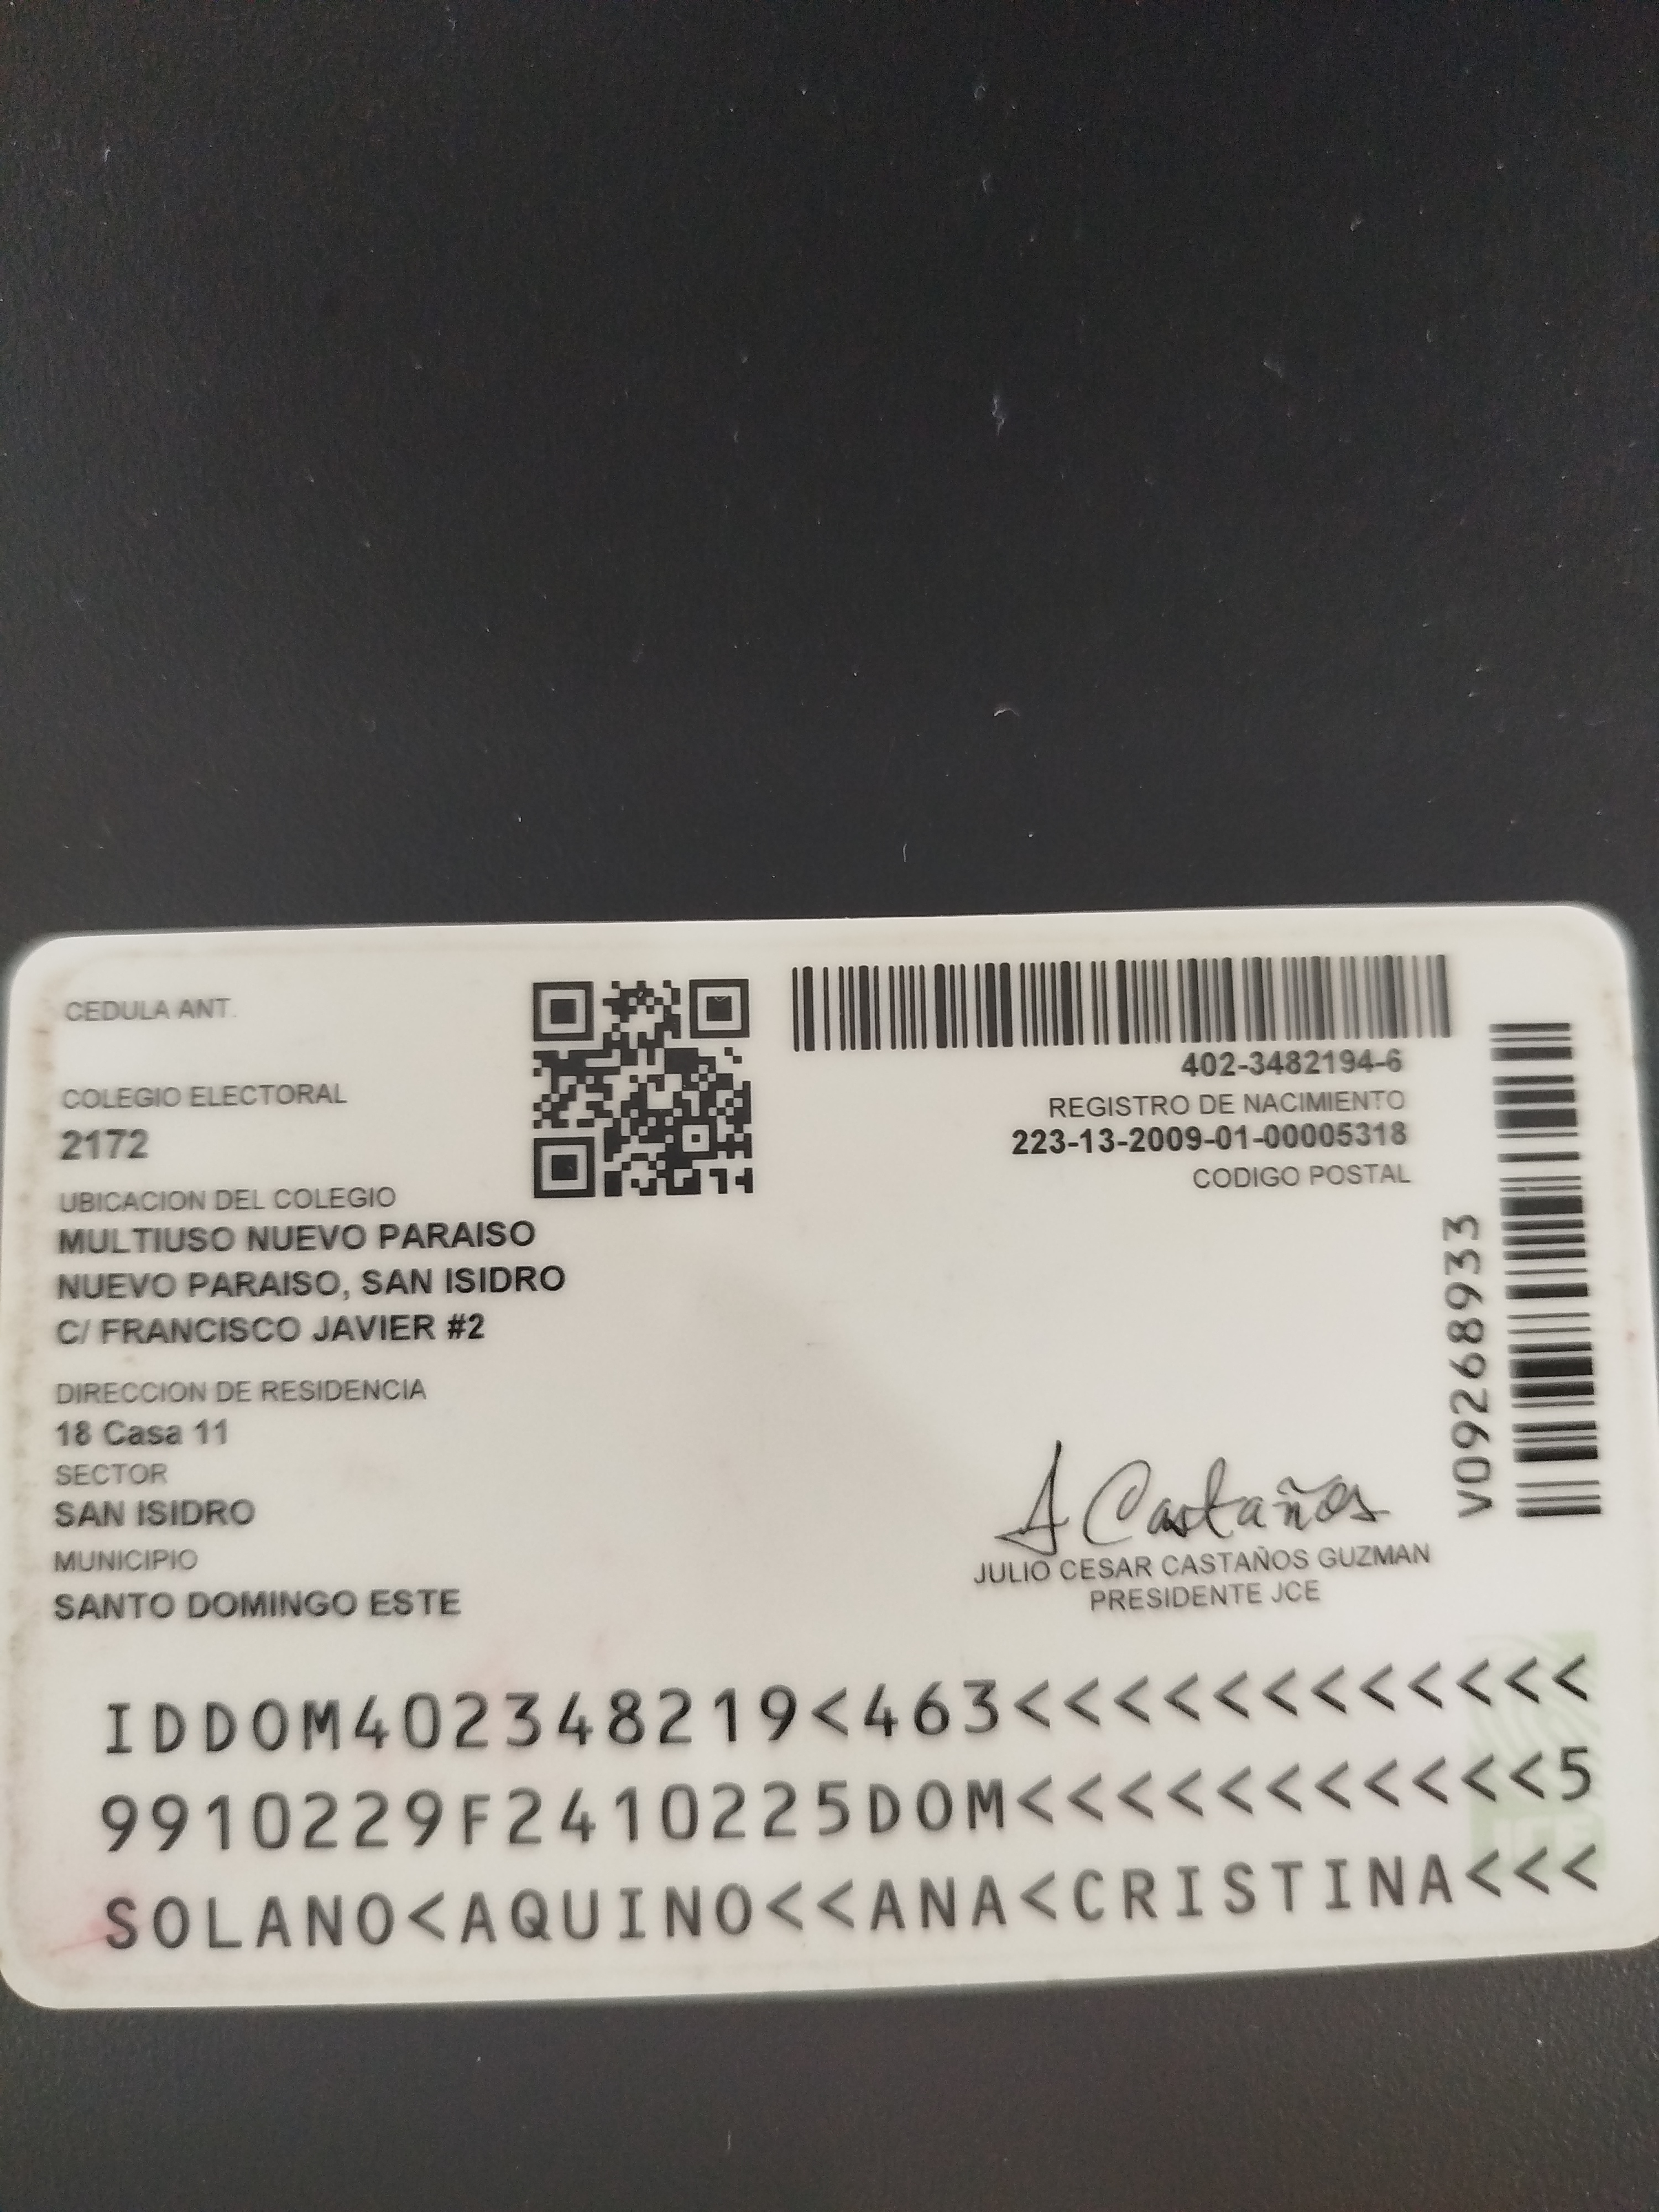 CEDULA ANT.
COLEGIO ELECTORAL
2172
UBICACION DEL COLEGIO
MULTIUSO NUEVO PARAISO
NUEVO PARAISO, SAN ISIDRO
C/ FRANCISCO JAVIER #2
DIRECCION DE RESIDENCIA
18 Casa 11
SECTOR
SAN ISIDRO
MUNICIPIO
SANTO DOMINGO ESTE
402-3482194-6
REGISTRO DE NACIMIENTO
223-13-2009-01-00005318
CODIGO POSTAL
V09268933
J Castaños
JULIO CESAR CASTAÑOS GUZMAN
PRESIDENTE JCE
JCE
IDDOM402348219<463<<<<<<<<<<<<
9910229F2410225DOM<<<<<<<<<<<5
SOLANO<AQUINO<<ANA<CRISTINA<<<